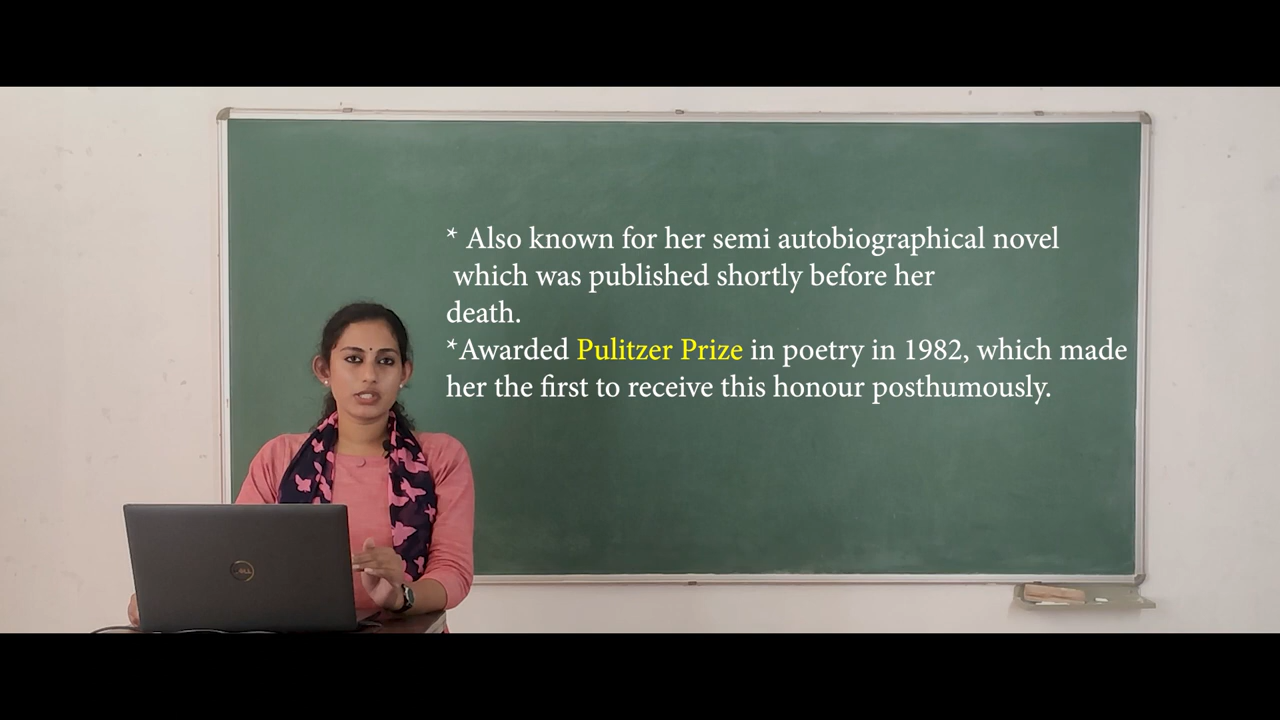 * Also known for her semi autobiographical novel
which was published shortly before her
death.
*Awarded Pulitzer Prize in poetry in 1982, which made
her the first to receive this honour posthumously.
DELL